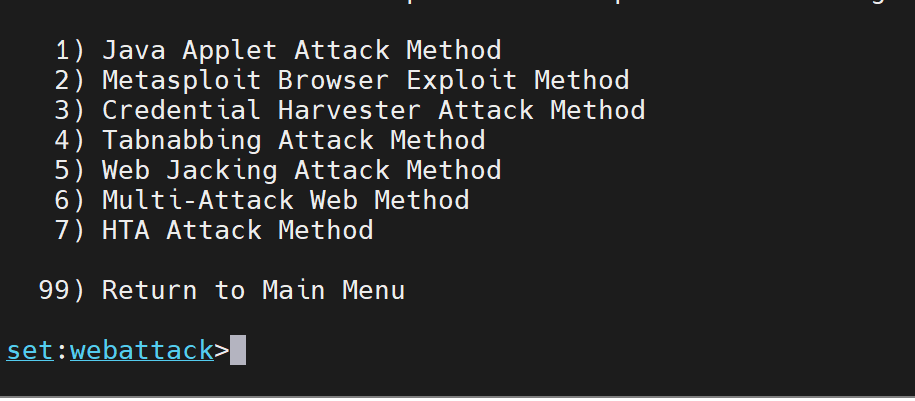 1) Java Applet Attack Method
2) Metasploit Browser Exploit Method
3) Credential Harvester Attack Method
4) Tabnabbing Attack Method
5) Web Jacking Attack Method
6) Multi-Attack Web Method
7) HTA Attack Method
99) Return to Main Menu
set:webattack>